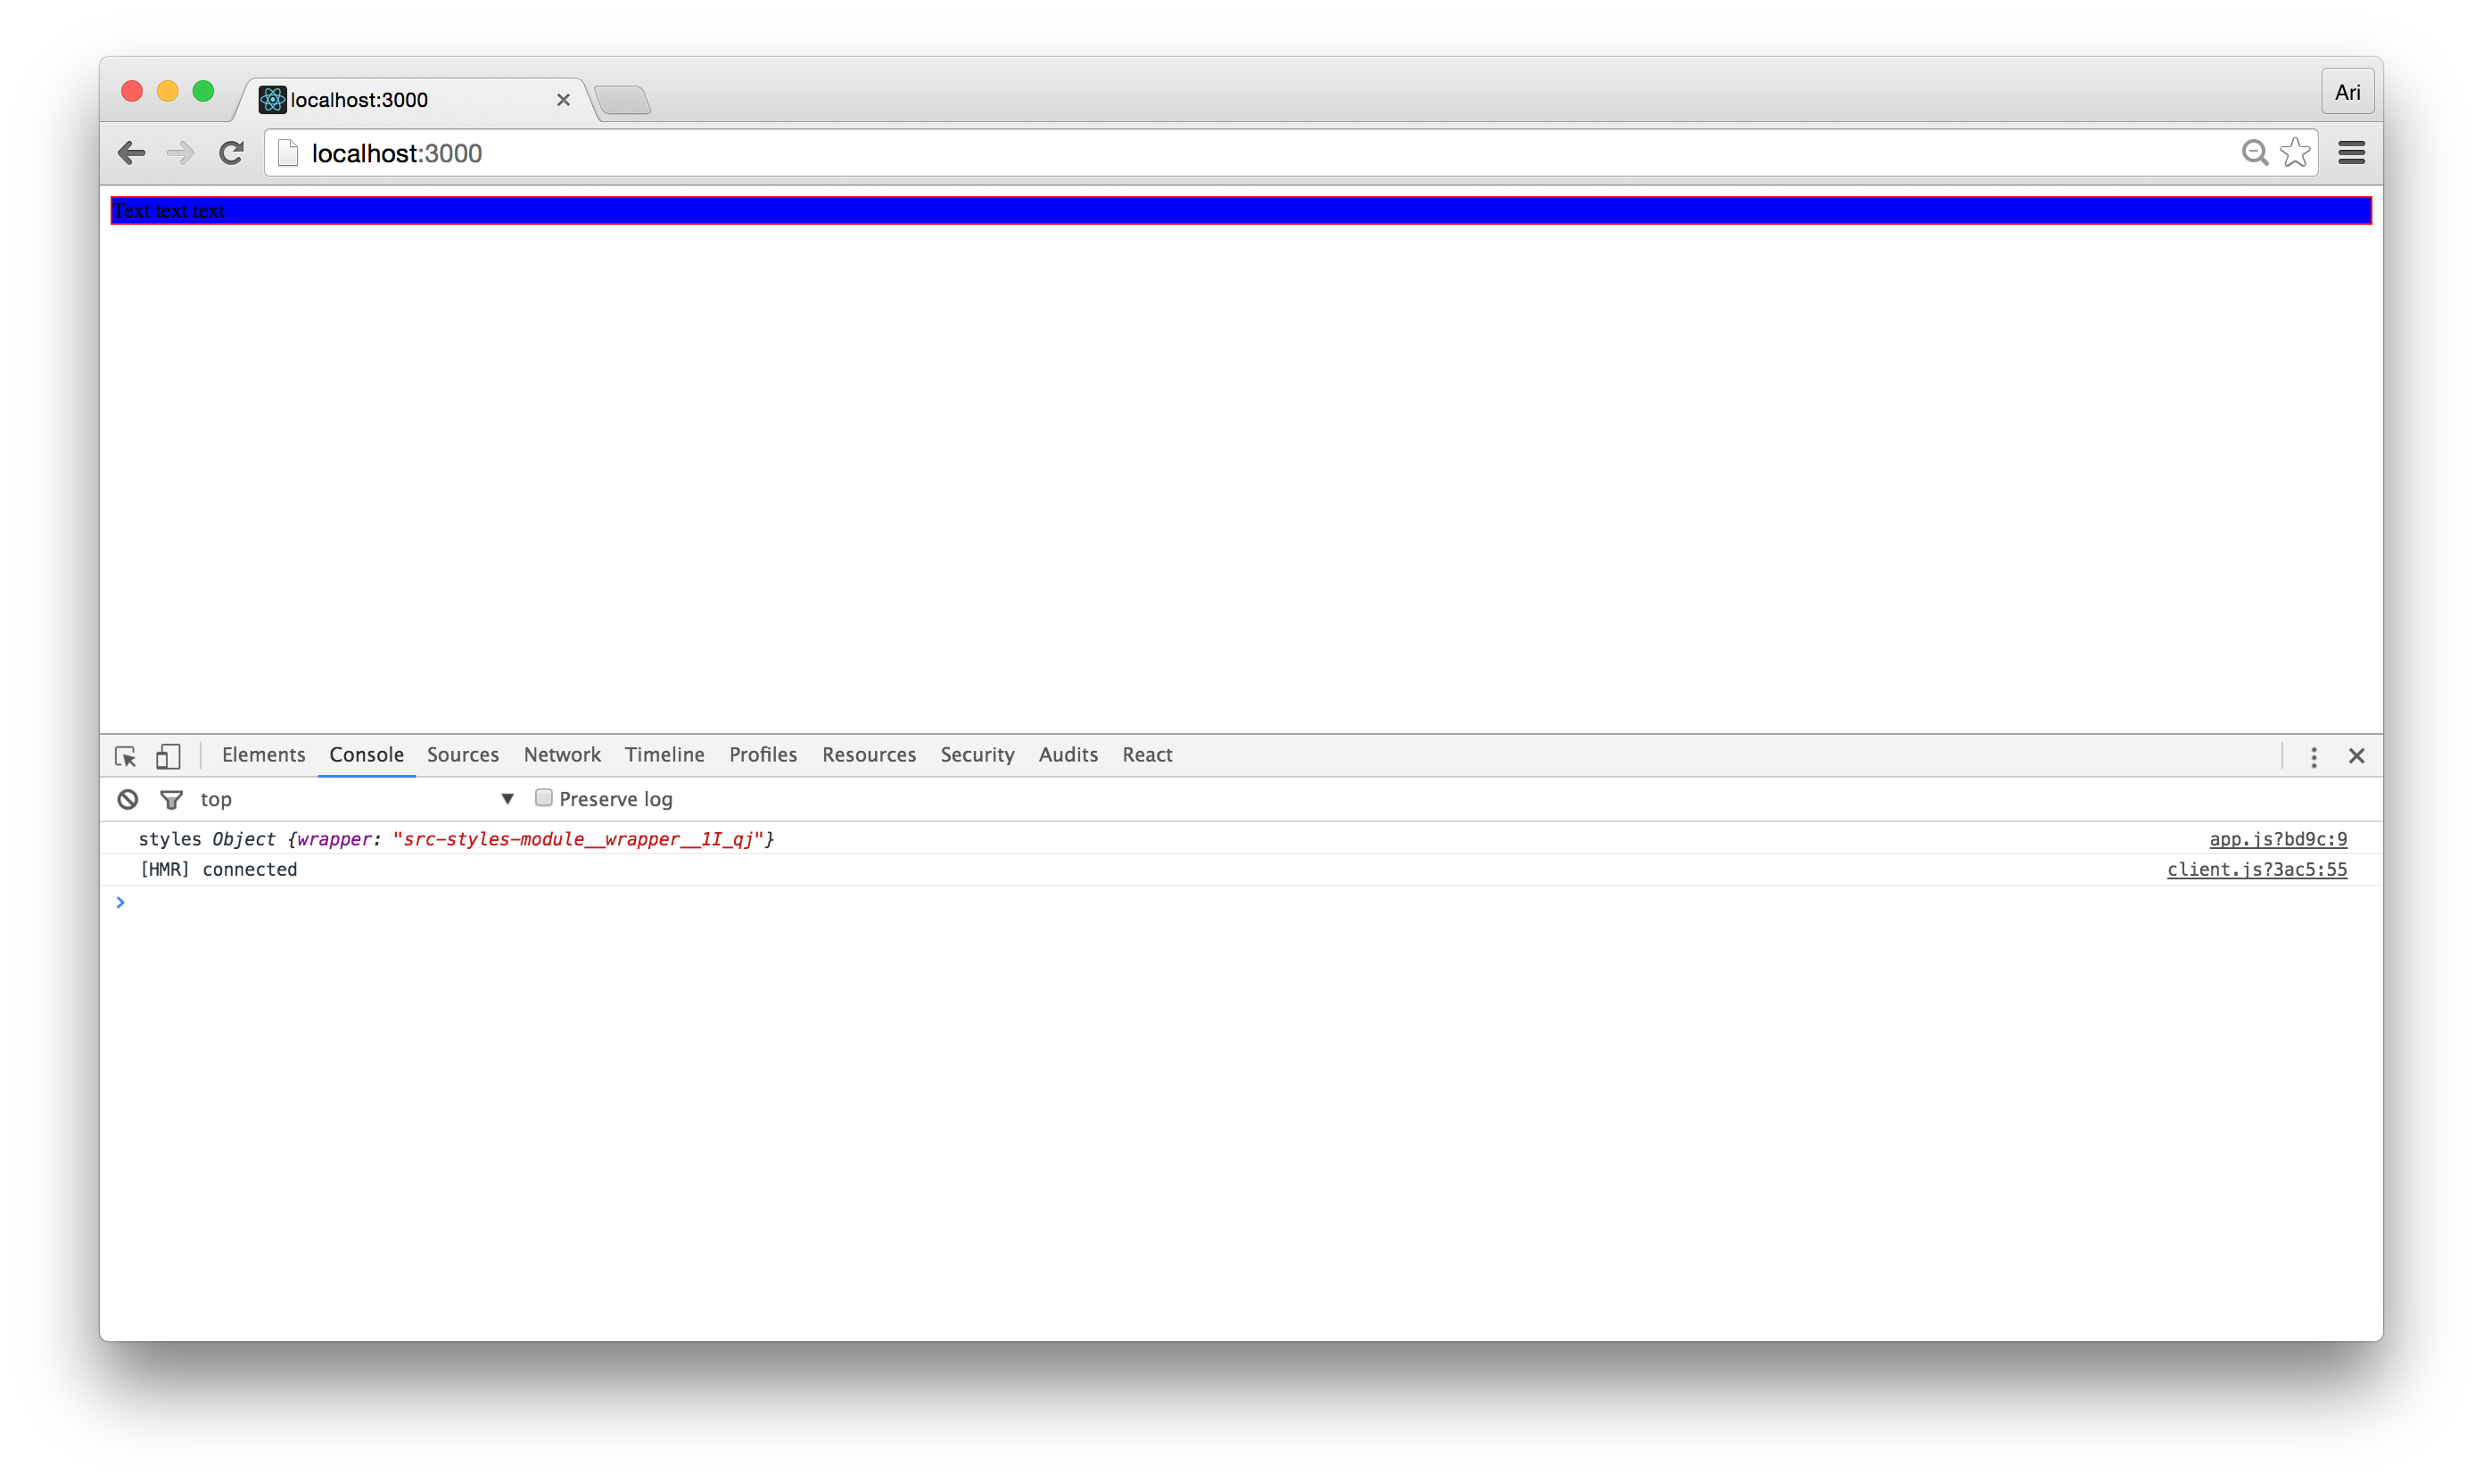 localhost:3000
Ari
localhost:3000
Text text text
Elements Console Sources Network Timeline Profiles Resources Security Audits React
top Preserve log
styles Object {wrapper: "src-styles-module__wrapper__1I_qj"} app.js?bd9c:9
[HMR] connected client.js?3ac5:55